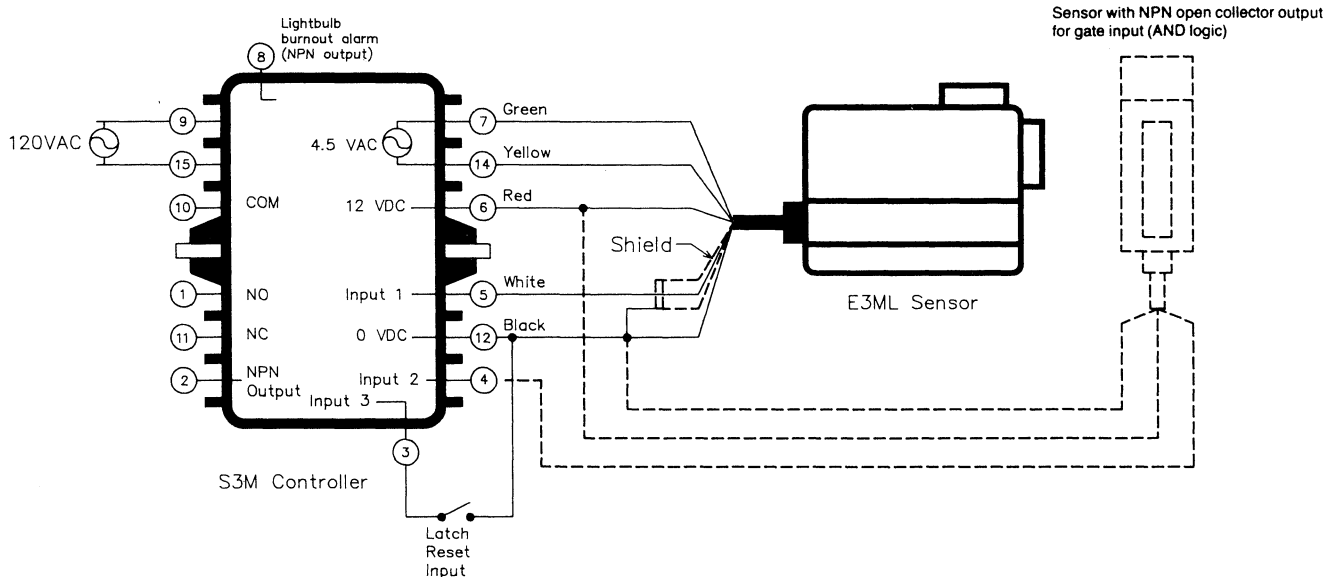 Sensor with NPN open collector output
for gate input (AND logic)
Lightbulb
burnout alarm
(NPN output)
8
120VAC
9
15
10
1
11
2
COM
NO
NC
NPN
Output
4.5 VAC
12 VDC
Input 1
0 VDC
Input 2
Input 3
7
Green
14
Yellow
6
Red
Shield
5
White
12
Black
4
3
E3ML Sensor
S3M Controller
Latch
Reset
Input